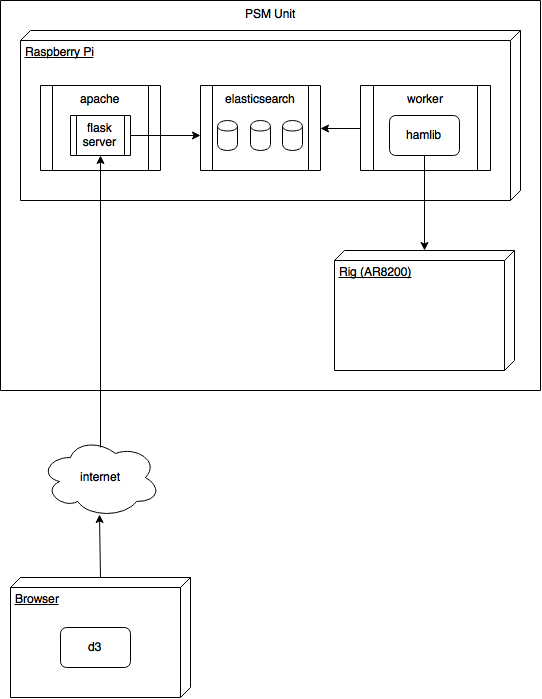 PSM Unit
Raspberry Pi
apache
elasticsearch
worker
flask
server
hamlib
Rig (AR8200)
internet
Browser
d3